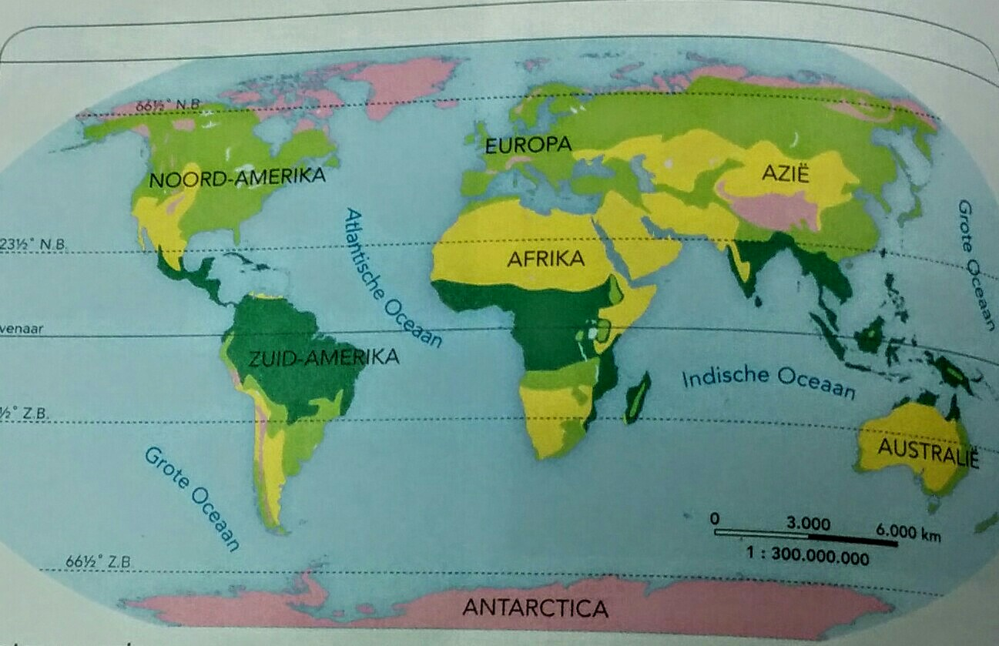 66½° N.B.
EUROPA
NOORD-AMERIKA
AZIË
Atlantische Oceaan
Grote Oceaan
23½° N.B.
AFRIKA
venaar
ZUID-AMERIKA
Indische Oceaan
½° Z.B.
AUSTRALIË
Grote Oceaan
0 3.000 6.000 km
1 : 300.000.000
66½° Z.B.
ANTARCTICA